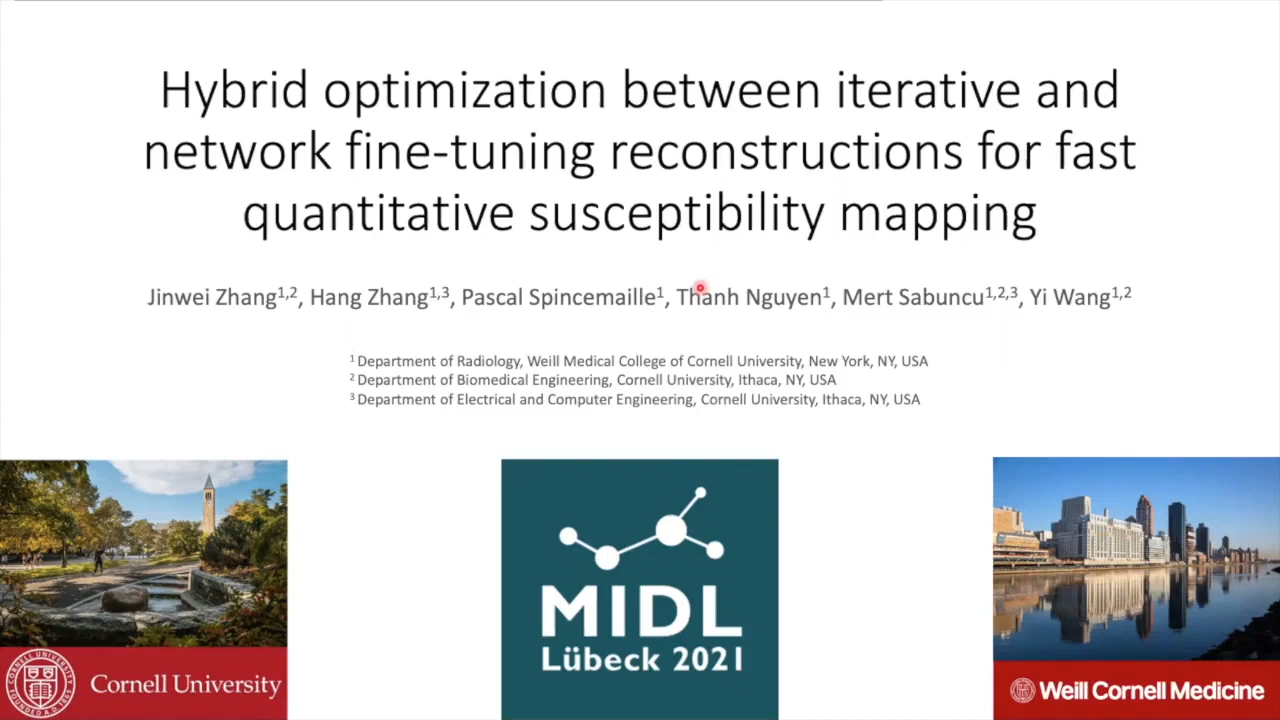 Hybrid optimization between iterative and
network fine-tuning reconstructions for fast
quantitative susceptibility mapping
Jinwei Zhang1,2, Hang Zhang1,3, Pascal Spincemaille1, Thanh Nguyen1, Mert Sabuncu1,2,3, Yi Wang1,2
1 Department of Radiology, Weill Medical College of Cornell University, New York, NY, USA
2 Department of Biomedical Engineering, Cornell University, Ithaca, NY, USA
3 Department of Electrical and Computer Engineering, Cornell University, Ithaca, NY, USA
MIDL
Lübeck 2021
Cornell University
Weill Cornell Medicine